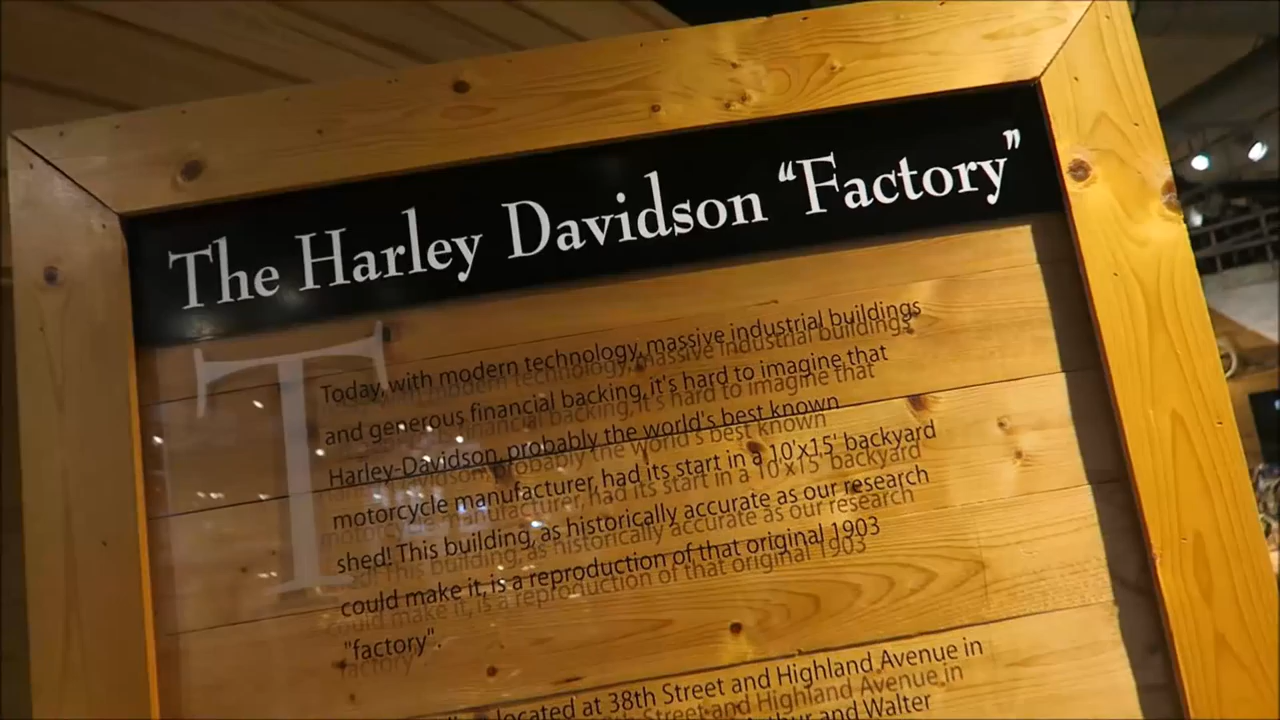 The Harley Davidson “Factory”
T
Today, with modern technology, massive industrial buildings
and generous financial backing, it's hard to imagine that
Harley-Davidson, probably the world's best known
motorcycle manufacturer, had its start in a 10'x15' backyard
shed! This building, as historically accurate as our research
could make it, is a reproduction of that original 1903
"factory".
located at 38th Street and Highland Avenue in
and Walter